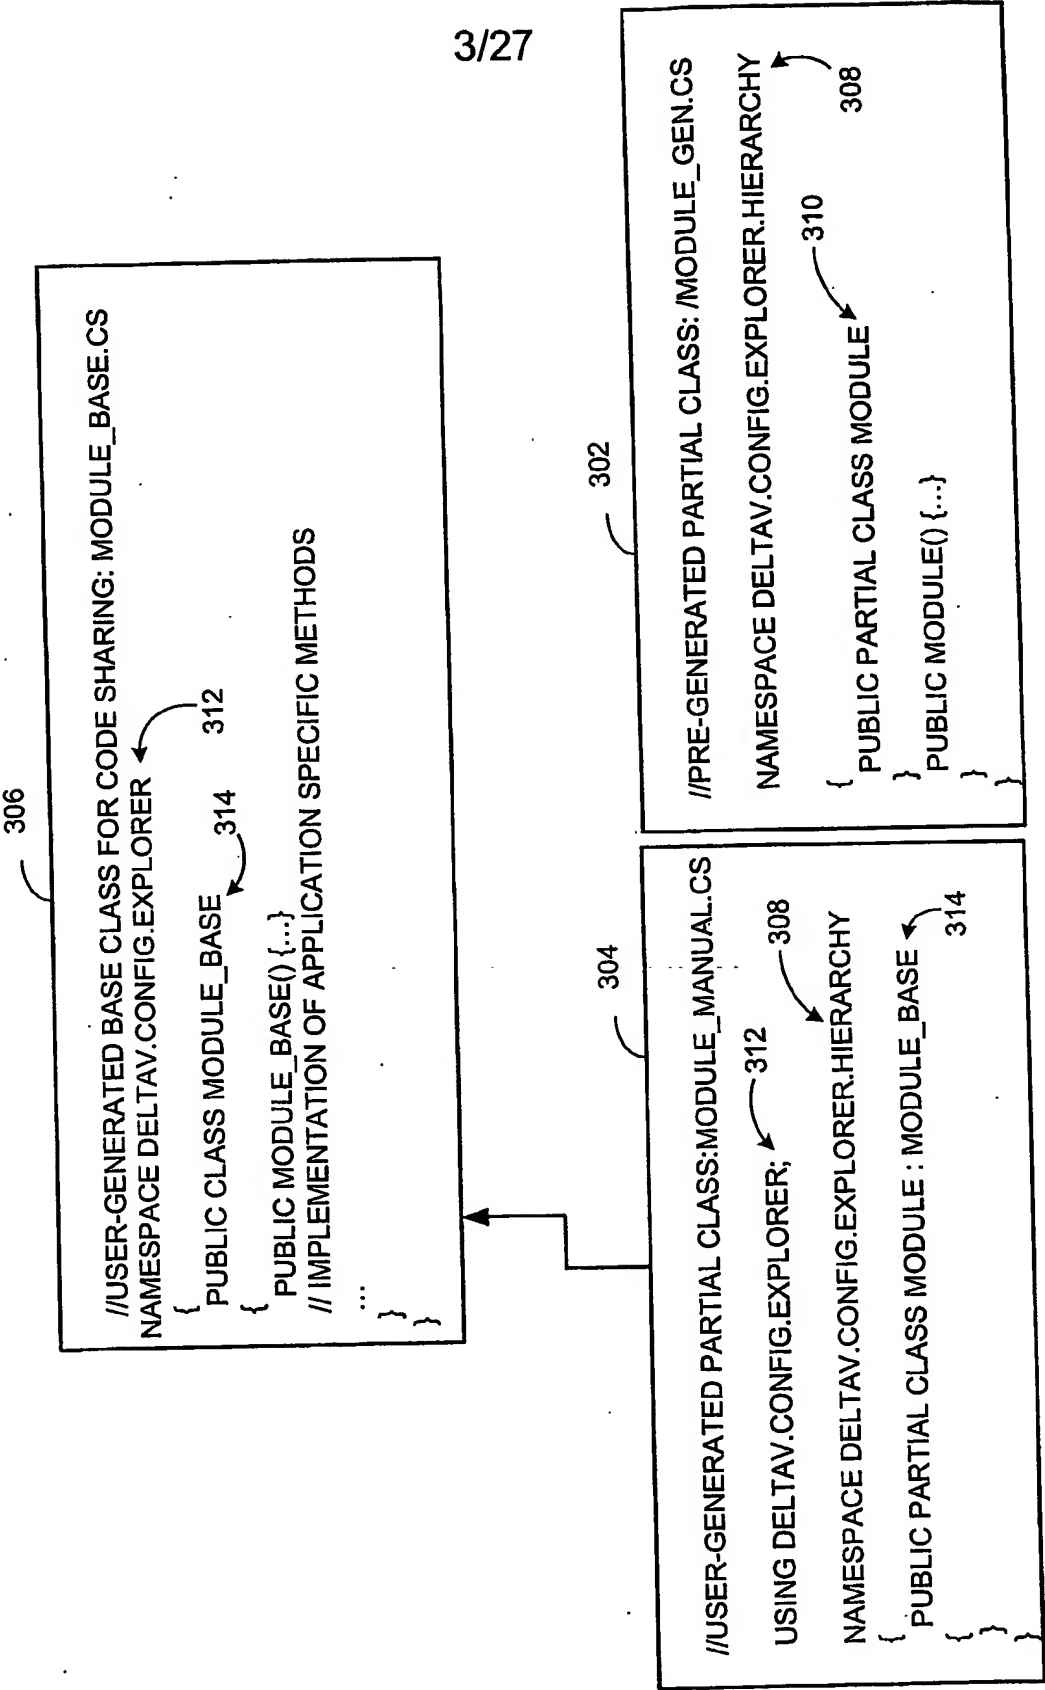 3/27
306
//USER-GENERATED BASE CLASS FOR CODE SHARING: MODULE_BASE.CS
NAMESPACE DELTAV.CONFIG.EXPLORER
312
{
PUBLIC CLASS MODULE_BASE
314
{
PUBLIC MODULE_BASE() {...}
// IMPLEMENTATION OF APPLICATION SPECIFIC METHODS
...
}
}
304
//USER-GENERATED PARTIAL CLASS:MODULE_MANUAL.CS
USING DELTAV.CONFIG.EXPLORER;
312
308
NAMESPACE DELTAV.CONFIG.EXPLORER.HIERARCHY
{
PUBLIC PARTIAL CLASS MODULE : MODULE_BASE
314
{
}
}
302
//PRE-GENERATED PARTIAL CLASS: /MODULE_GEN.CS
NAMESPACE DELTAV.CONFIG.EXPLORER.HIERARCHY
308
310
{
PUBLIC PARTIAL CLASS MODULE
}
PUBLIC MODULE() {...}
}
}